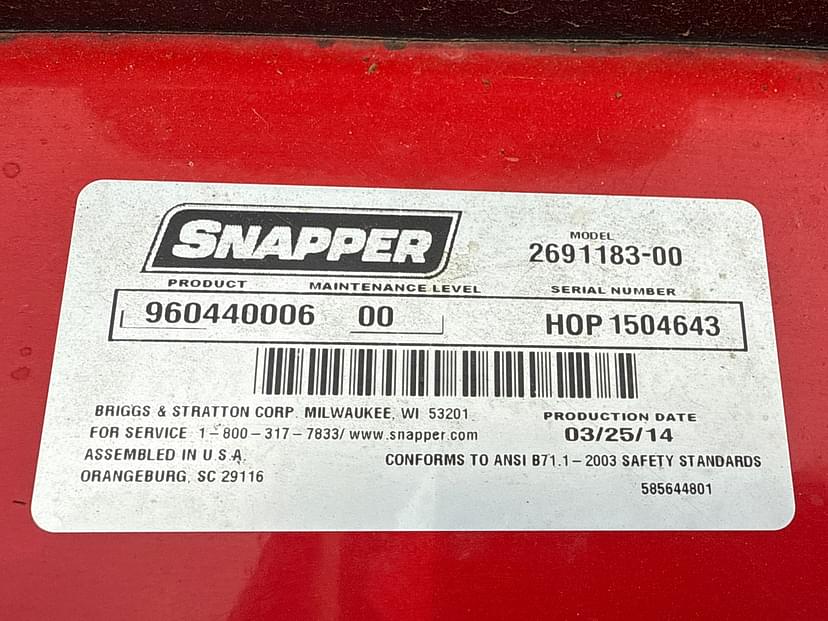 SNAPPER
MODEL
2691183-00
PRODUCT MAINTENANCE LEVEL SERIAL NUMBER
960440006 00 HOP 1504643
BRIGGS & STRATTON CORP. MILWAUKEE, WI 53201
FOR SERVICE 1-800-317-7833/ www.snapper.com
ASSEMBLED IN U.S.A.
ORANGEBURG, SC 29116
PRODUCTION DATE
03/25/14
CONFORMS TO ANSI B71.1-2003 SAFETY STANDARDS
585644801